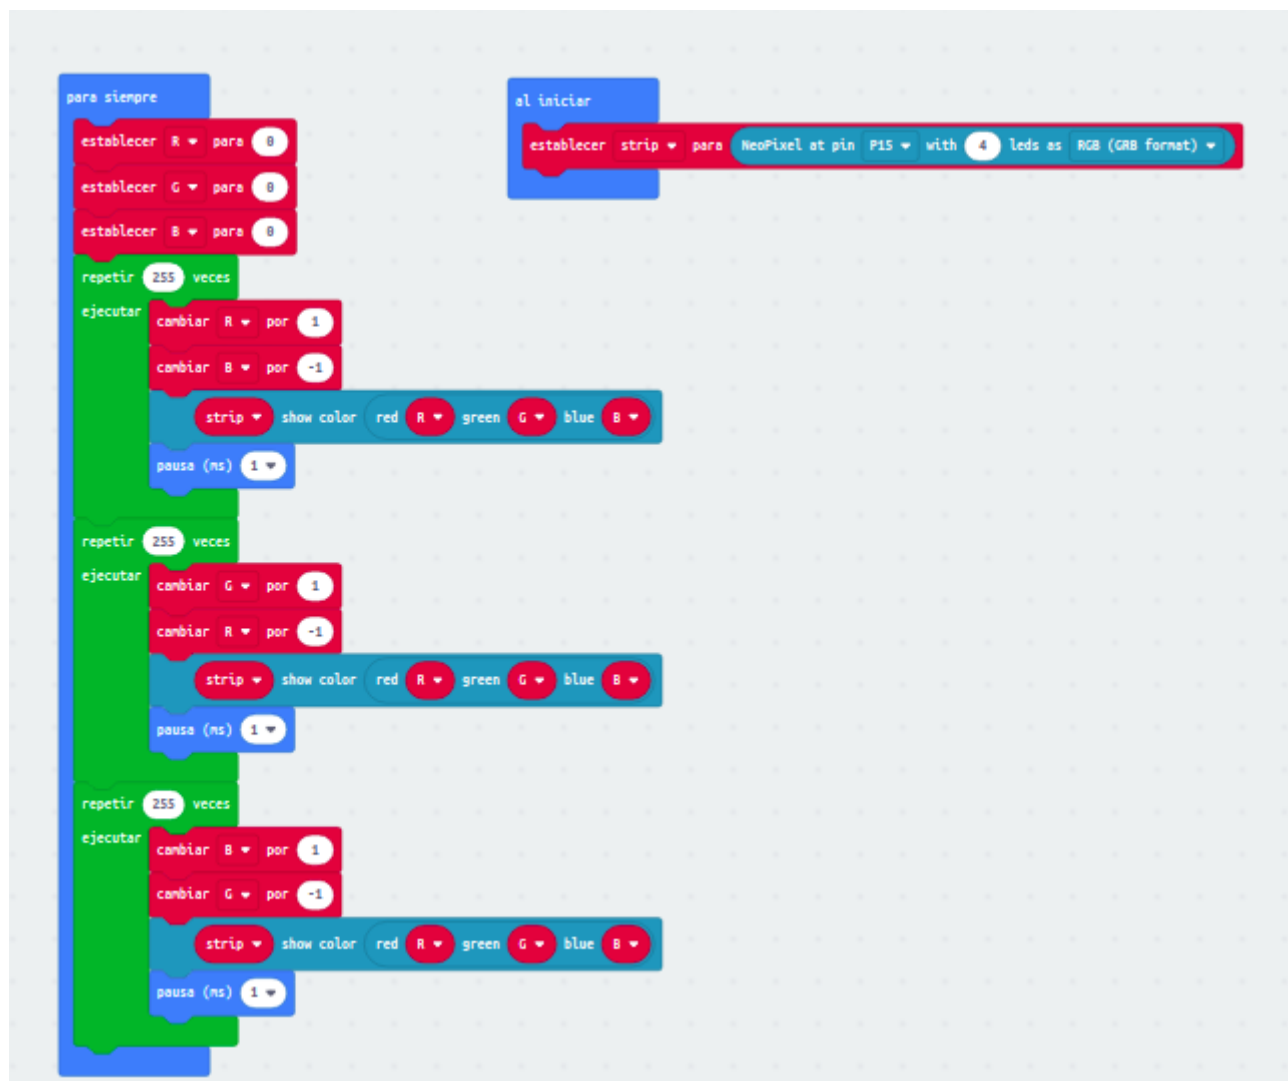 para siempre
establecer R para 0
establecer G para 0
establecer B para 0
repetir 255 veces
ejecutar
cambiar R por 1
cambiar B por -1
strip show color red R green G blue B
pausa (ms) 1
repetir 255 veces
ejecutar
cambiar G por 1
cambiar R por -1
strip show color red R green G blue B
pausa (ms) 1
repetir 255 veces
ejecutar
cambiar B por 1
cambiar G por -1
strip show color red R green G blue B
pausa (ms) 1
al iniciar
establecer strip para NeoPixel at pin P15 with 4 leds as RGB (GRB format)